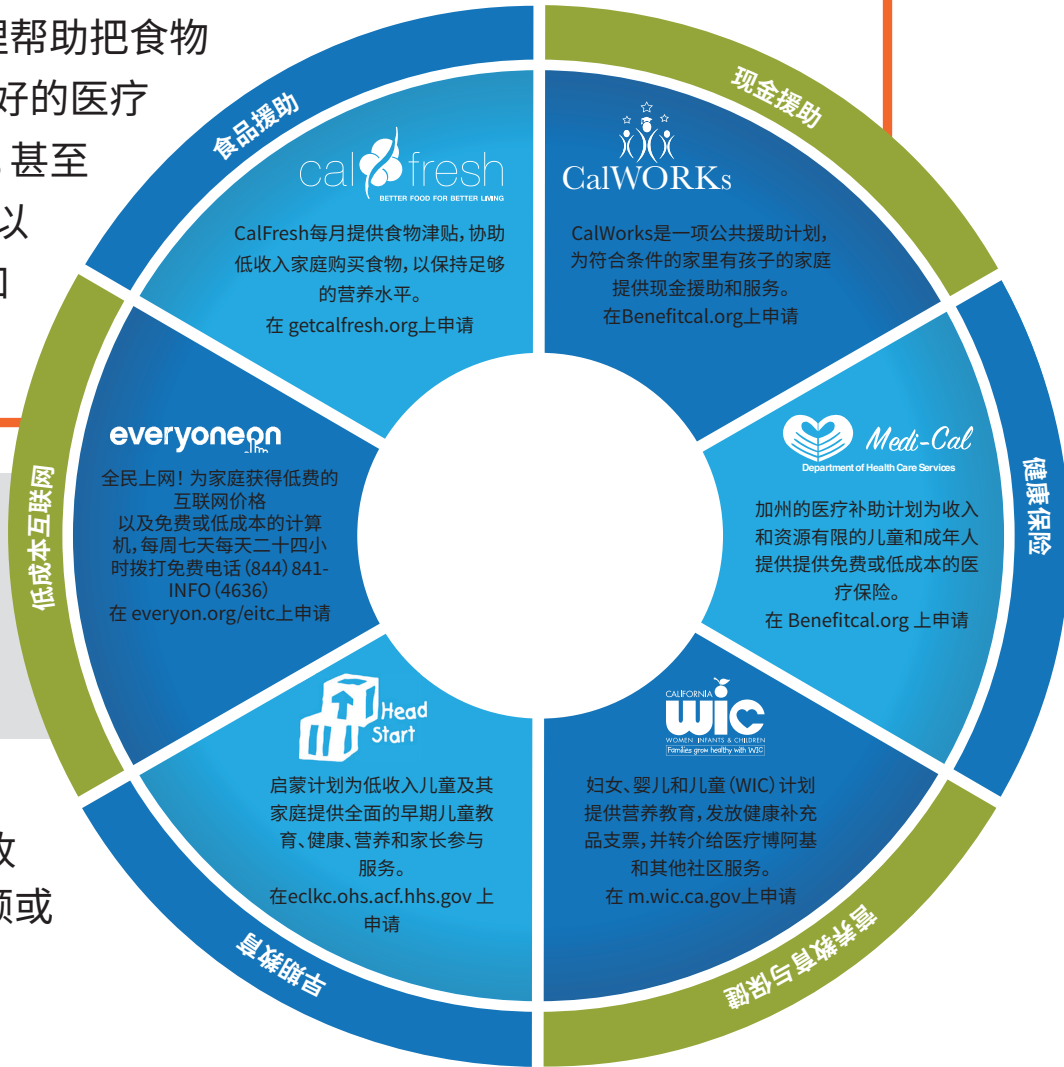 理帮助把食物
好的医疗
甚至
以
食品援助
cal fresh
BETTER FOR BETTER LIVING
CalFresh每月提供食物津贴，协助
低收入家庭购买食物，以保持足够
的营养水平。
在 getcalfresh.org上申请
现金援助
CalWORKs
CalWorks是一项公共援助计划，
为符合条件的家里有孩子的家庭
提供现金援助和服务。
在Benefitcal.org上申请
健康保险
Medi-Cal
Department of Health Care Services
加州的医疗补助计划为收入
和资源有限的儿童和成年人
提供提供免费或低成本的医
疗保险。
在 Benefitcal.org 上申请
营养教育与保健
CALIFORNIA
wic
WOMEN INFANTS & CHILDREN
Families grow healthy with WIC
妇女、婴儿和儿童（WIC）计划
提供营养教育，发放健康补充
品支票，并转介给医疗博阿基
和其他社区服务。
在 m.wic.ca.gov上申请
早期教育
Head
Start
启蒙计划为低收入儿童及其
家庭提供全面的早期儿童教
育、健康、营养和家长参与
服务。
在eclkc.ohs.acf.hhs.gov 上
申请
低成本互联网
everyoneon
全民上网！为家庭获得低费的
互联网价格
以及免费或低成本的计算
机，每周七天每天二十四小
时拨打免费电话（844）841-
INFO（4636）
在 everyon.org/eitc上申请
颁或